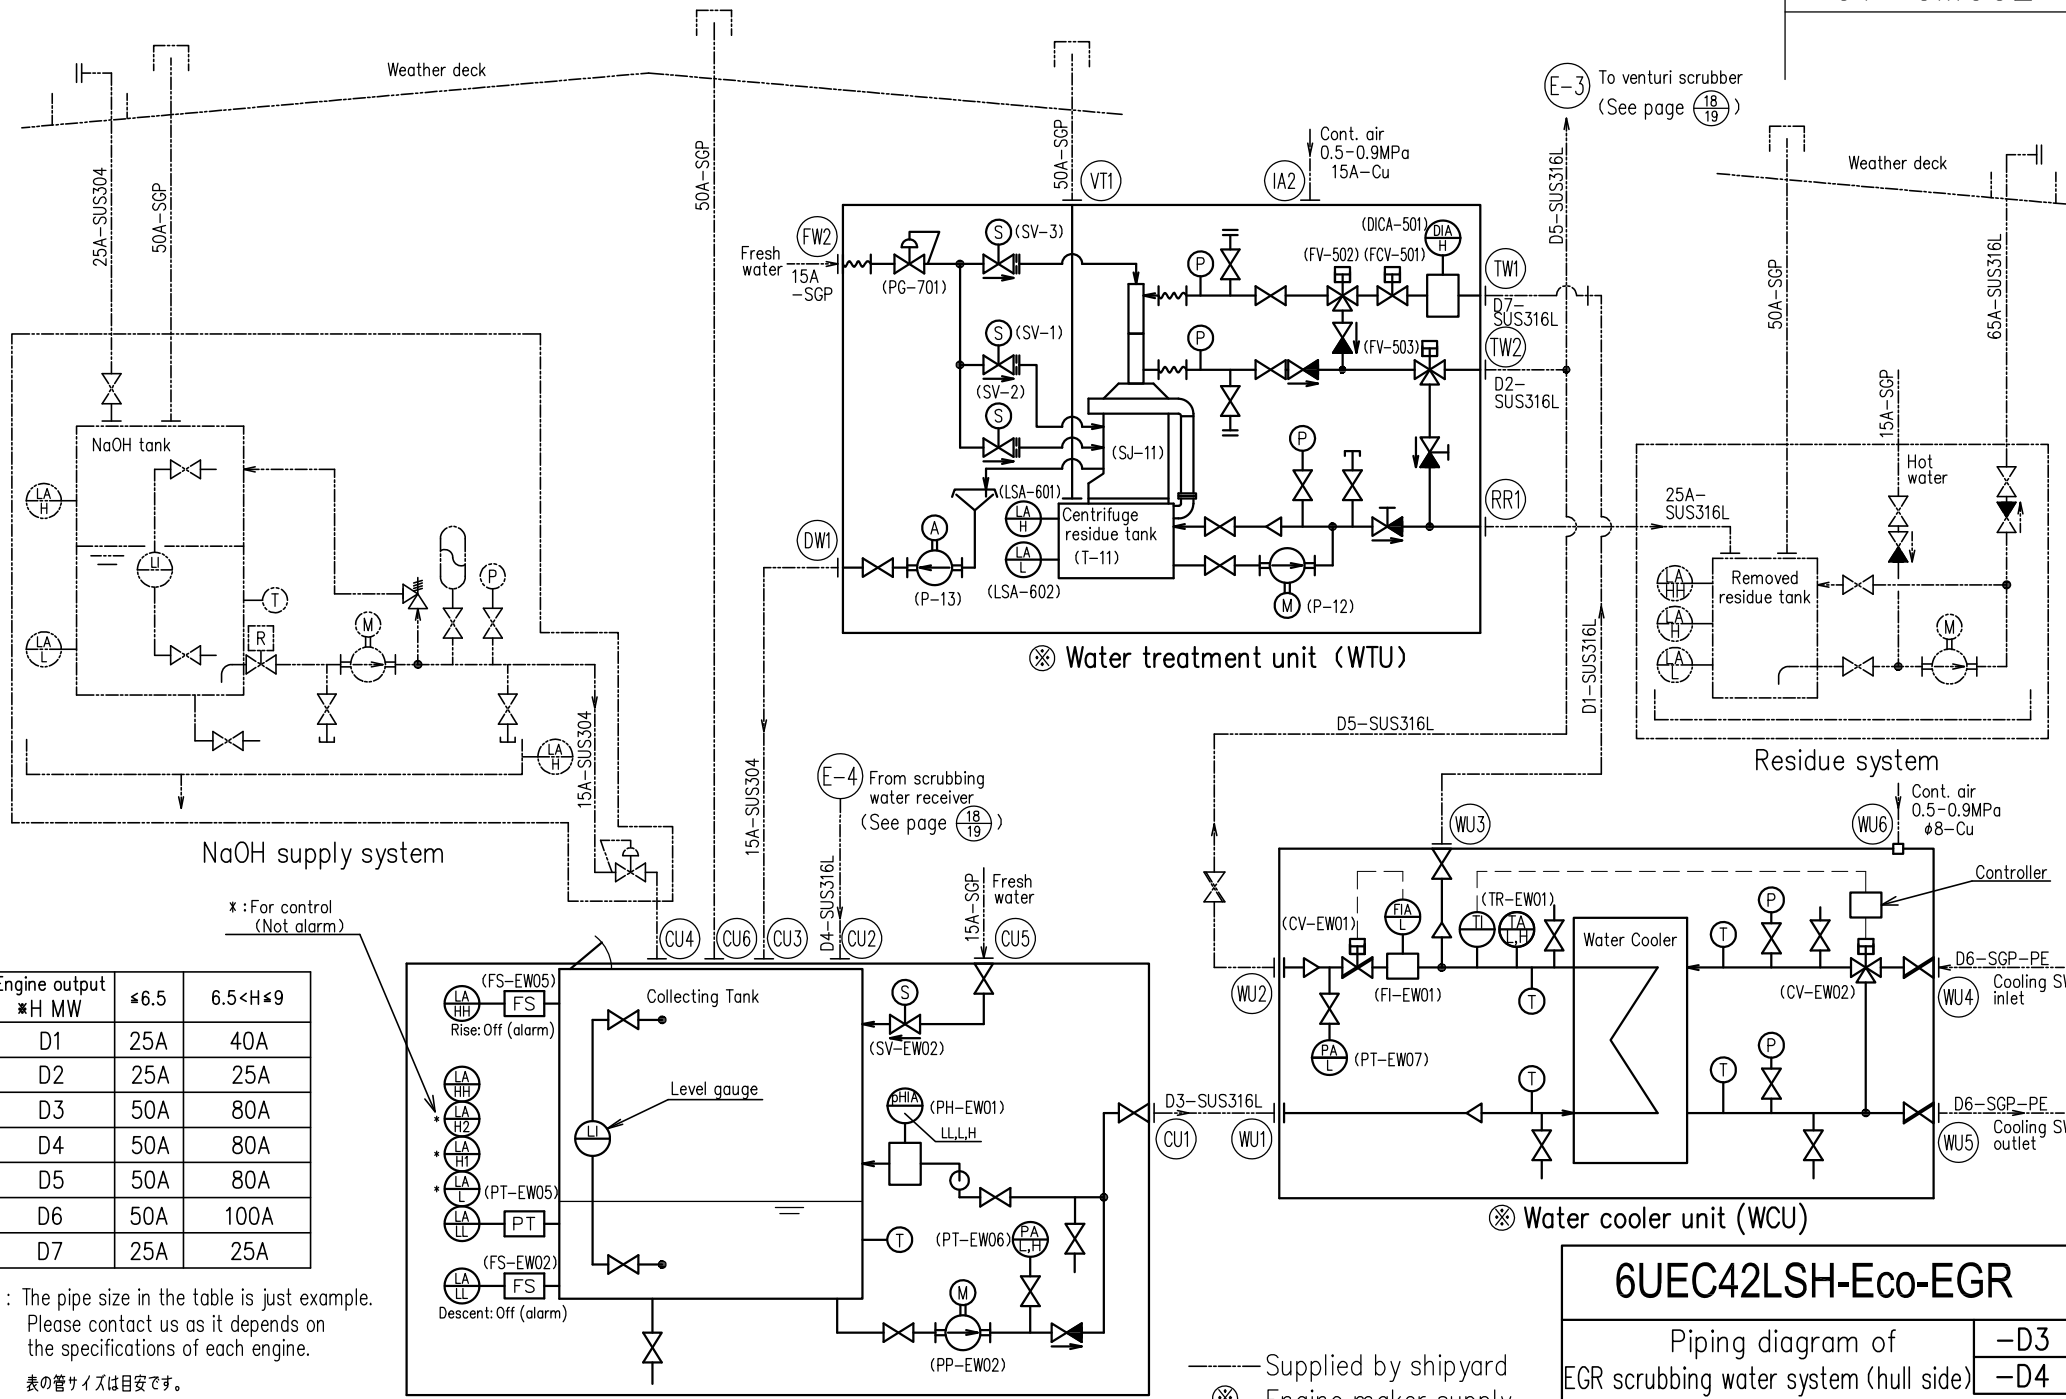 Weather deck
25A-SUS304
50A-SGP
50A-SGP
50A-SGP
VT1
Cont. air
0.5-0.9MPa
15A-Cu
IA2
E-3
To venturi scrubber
(See page 18/19)
D5-SUS316L
Weather deck
50A-SGP
65A-SUS316L
FW2
Fresh
water
15A
-SGP
(PG-701)
S
(SV-3)
S
(SV-1)
(SV-2)
S
(DICA-501)
DIA
H
(FV-502)
(FCV-501)
P
TW1
D7-
SUS316L
P
(FV-503)
TW2
D2-
SUS316L
(SJ-11)
P
(LSA-601)
LA
H
LA
L
(LSA-602)
Centrifuge
residue tank
(T-11)
A
(P-13)
M
(P-12)
DW1
RR1
※ Water treatment unit (WTU)
NaOH tank
LA
H
LI
LA
L
T
R
M
P
LA
H
15A-SUS304
NaOH supply system
15A-SGP
Hot
water
25A-
SUS316L
Removed
residue tank
LA
HH
LA
H
LA
L
M
Residue system
D1-SUS316L
D5-SUS316L
15A-SUS304
E-4
From scrubbing
water receiver
(See page 18/19)
D4-SUS316L
15A-SGP
Fresh
water
CU4
CU6
CU3
CU2
CU5
* :For control
(Not alarm)
Engine output
※H MW
≦6.5
6.5<H≦9
D1 25A 40A
D2 25A 25A
D3 50A 80A
D4 50A 80A
D5 50A 80A
D6 50A 100A
D7 25A 25A
: The pipe size in the table is just example.
Please contact us as it depends on
the specifications of each engine.
表の管サイズは目安です。
(FS-EW05)
LA
HH
FS
Rise: Off (alarm)
LA
HH
* LA
H2
* LA
H1
* LA
L
(PT-EW05)
LA
LL
PT
(FS-EW02)
LA
LL
FS
Descent: Off (alarm)
Collecting Tank
Level gauge
LI
S
(SV-EW02)
pHIA
(PH-EW01)
LL,L,H
T
(PT-EW06)
PA
L,H
M
(PP-EW02)
CU1
D3-SUS316L
WU1
WU2
WU3
WU6
Cont. air
0.5-0.9MPa
φ8-Cu
Controller
(CV-EW01)
FIA
L
(FI-EW01)
TI
(TR-EW01)
TA
L,H
T
Water Cooler
T
P
(CV-EW02)
WU4
D6-SGP-PE
Cooling SW
inlet
PA
L
(PT-EW07)
T
T
P
D6-SGP-PE
Cooling SW
outlet
WU5
※ Water cooler unit (WCU)
Supplied by shipyard
※ Engine maker supply
6UEC42LSH-Eco-EGR
Piping diagram of
EGR scrubbing water system (hull side)
-D3
-D4